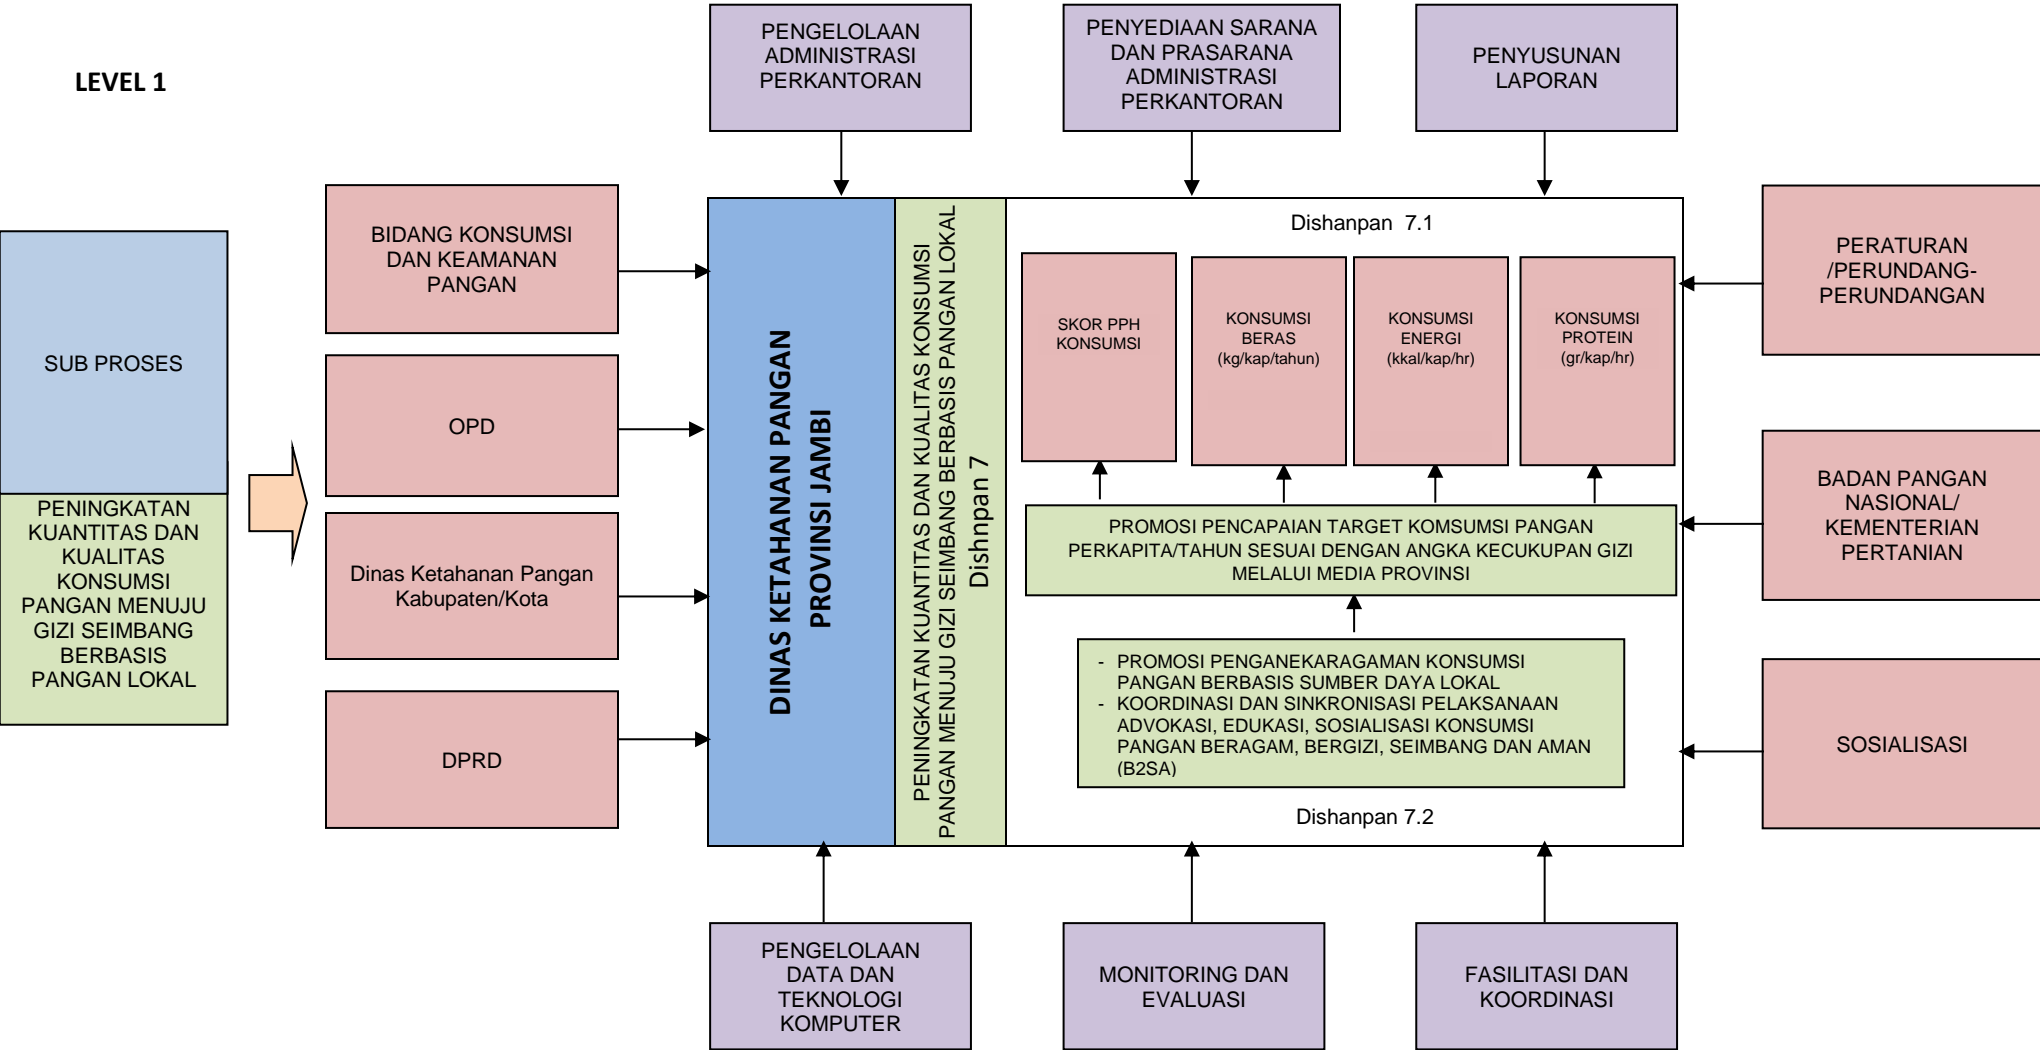 LEVEL 1
PENGELOLAAN
ADMINISTRASI
PERKANTORAN
PENYEDIAAN SARANA
DAN PRASARANA
ADMINISTRASI
PERKANTORAN
PENYUSUNAN
LAPORAN
SUB PROSES
PENINGKATAN
KUANTITAS DAN
KUALITAS
KONSUMSI
PANGAN MENUJU
GIZI SEIMBANG
BERBASIS
PANGAN LOKAL
BIDANG KONSUMSI
DAN KEAMANAN
PANGAN
OPD
Dinas Ketahanan Pangan
Kabupaten/Kota
DPRD
DINAS KETAHANAN PANGAN
PROVINSI JAMBI
PENINGKATAN KUANTITAS DAN KUALITAS KONSUMSI
PANGAN MENUJU GIZI SEIMBANG BERBASIS PANGAN LOKAL
Dishnpan 7
Dishanpan 7.1
SKOR PPH
KONSUMSI
KONSUMSI
BERAS
(kg/kap/tahun)
KONSUMSI
ENERGI
(kkal/kap/hr)
KONSUMSI
PROTEIN
(gr/kap/hr)
PROMOSI PENCAPAIAN TARGET KOMSUMSI PANGAN
PERKAPITA/TAHUN SESUAI DENGAN ANGKA KECUKUPAN GIZI
MELALUI MEDIA PROVINSI
- PROMOSI PENGANEKARAGAMAN KONSUMSI
PANGAN BERBASIS SUMBER DAYA LOKAL
- KOORDINASI DAN SINKRONISASI PELAKSANAAN
ADVOKASI, EDUKASI, SOSIALISASI KONSUMSI
PANGAN BERAGAM, BERGIZI, SEIMBANG DAN AMAN
(B2SA)
Dishanpan 7.2
PERATURAN
/PERUNDANG-
PERUNDANGAN
BADAN PANGAN
NASIONAL/
KEMENTERIAN
PERTANIAN
SOSIALISASI
PENGELOLAAN
DATA DAN
TEKNOLOGI
KOMPUTER
MONITORING DAN
EVALUASI
FASILITASI DAN
KOORDINASI